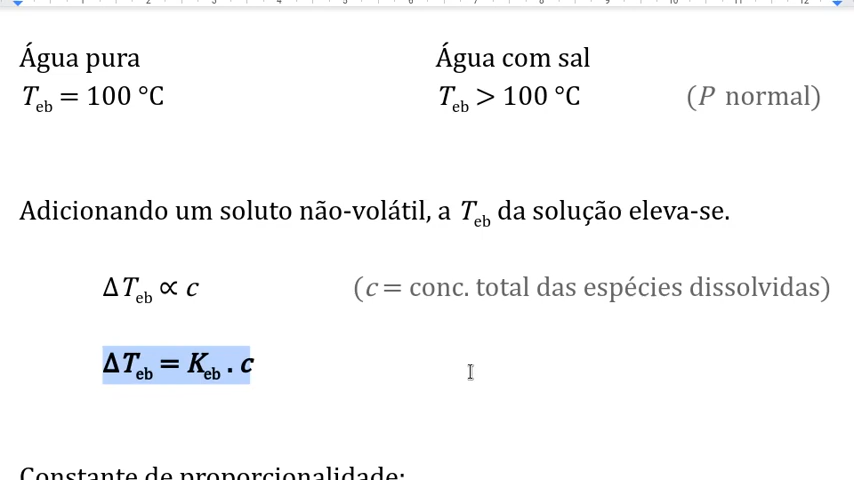 Água pura Água com sal
T_eb = 100 °C T_eb > 100 °C (P normal)
Adicionando um soluto não-volátil, a T_eb da solução eleva-se.
ΔT_eb ∝ c (c = conc. total das espécies dissolvidas)
ΔT_eb = K_eb . c
Constante de proporcionalidade: